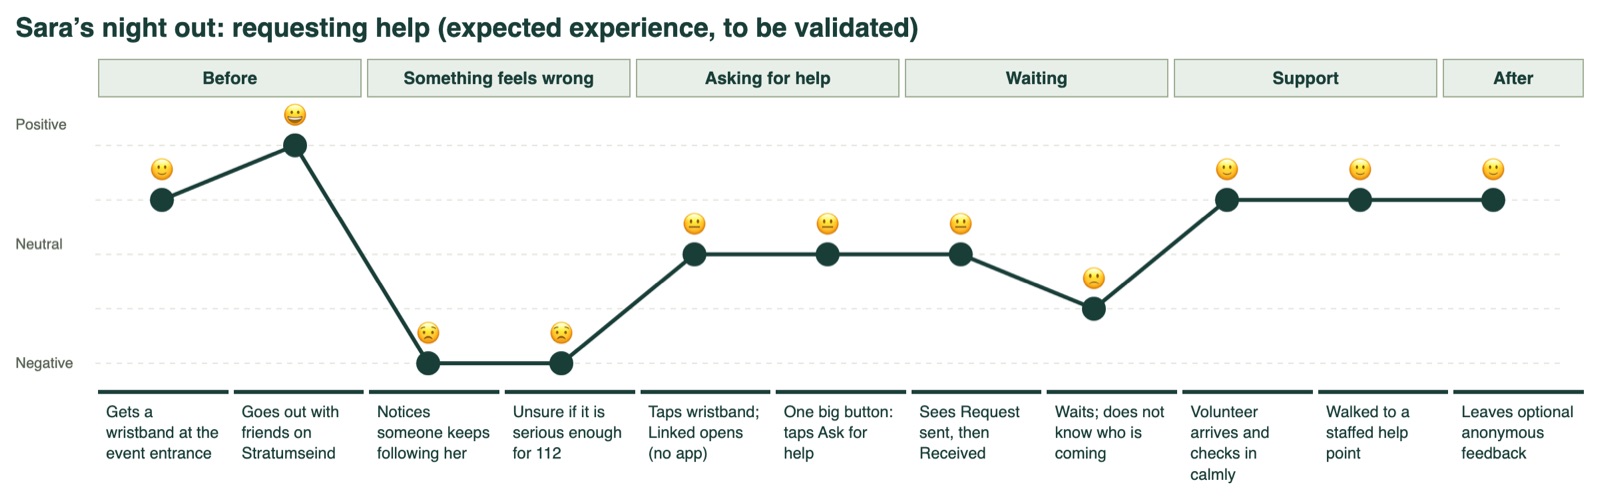 Sara’s night out: requesting help (expected experience, to be validated)
Before
Something feels wrong
Asking for help
Waiting
Support
After
Positive
Neutral
Negative
Gets a
wristband at the
event entrance
Goes out with
friends on
Stratumseind
Notices
someone keeps
following her
Unsure if it is
serious enough
for 112
Taps wristband;
Linked opens
(no app)
One big button:
taps Ask for
help
Sees Request
sent, then
Received
Waits; does not
know who is
coming
Volunteer
arrives and
checks in
calmly
Walked to a
staffed help
point
Leaves optional
anonymous
feedback